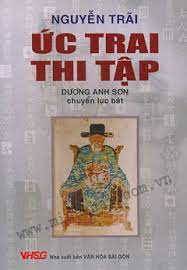 NGUYỄN TRÃI
ỨC TRAI
THI TẬP
DƯƠNG ANH SƠN
chuyển lục bát
VHSG
Nhà xuất bản VĂN HÓA SÀI GÒN